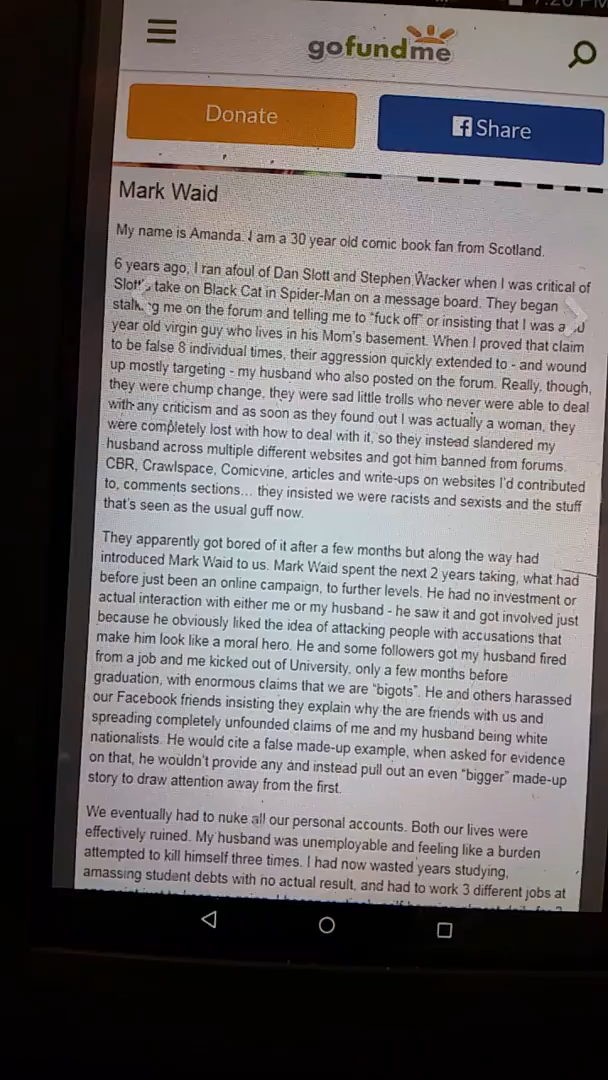 gofundme
Donate
f Share
Mark Waid
My name is Amanda. I am a 30 year old comic book fan from Scotland.
6 years ago, I ran afoul of Dan Slott and Stephen Wacker when I was critical of
Slott's take on Black Cat in Spider-Man on a message board. They began
me on the forum and telling me to "fuck off" or insisting that I was a
year old virgin guy who lives in his Mom's basement. When I proved that claim
to be false 8 individual times, their aggression quickly extended to - and wound
up mostly targeting - my husband who also posted on the forum. Really, though,
they were chump change, they were sad little trolls who never were able to deal
with any criticism and as soon as they found out I was actually a woman, they
were completely lost with how to deal with it, so they instead slandered my
husband across multiple different websites and got him banned from forums.
CBR, Crawlspace, Comicvine, articles and write-ups on websites I'd contributed
to, comments sections... they insisted we were racists and sexists and the stuff
that's seen as the usual guff now.
They apparently got bored of it after a few months but along the way had
introduced Mark Waid to us. Mark Waid spent the next 2 years taking, what had
before just been an online campaign, to further levels. He had no investment or
actual interaction with either me or my husband - he saw it and got involved just
because he obviously liked the idea of attacking people with accusations that
make him look like a moral hero. He and some followers got my husband fired
from a job and me kicked out of University, only a few months before
graduation, with enormous claims that we are "bigots". He and others harassed
our Facebook friends insisting they explain why the are friends with us and
spreading completely unfounded claims of me and my husband being white
nationalists. He would cite a false made-up example, when asked for evidence
on that, he wouldn't provide any and instead pull out an even "bigger" made-up
story to draw attention away from the first.
We eventually had to nuke all our personal accounts. Both our lives were
effectively ruined. My husband was unemployable and feeling like a burden
attempted to kill himself three times. I had now wasted years studying,
amassing student debts with no actual result, and had to work 3 different jobs at